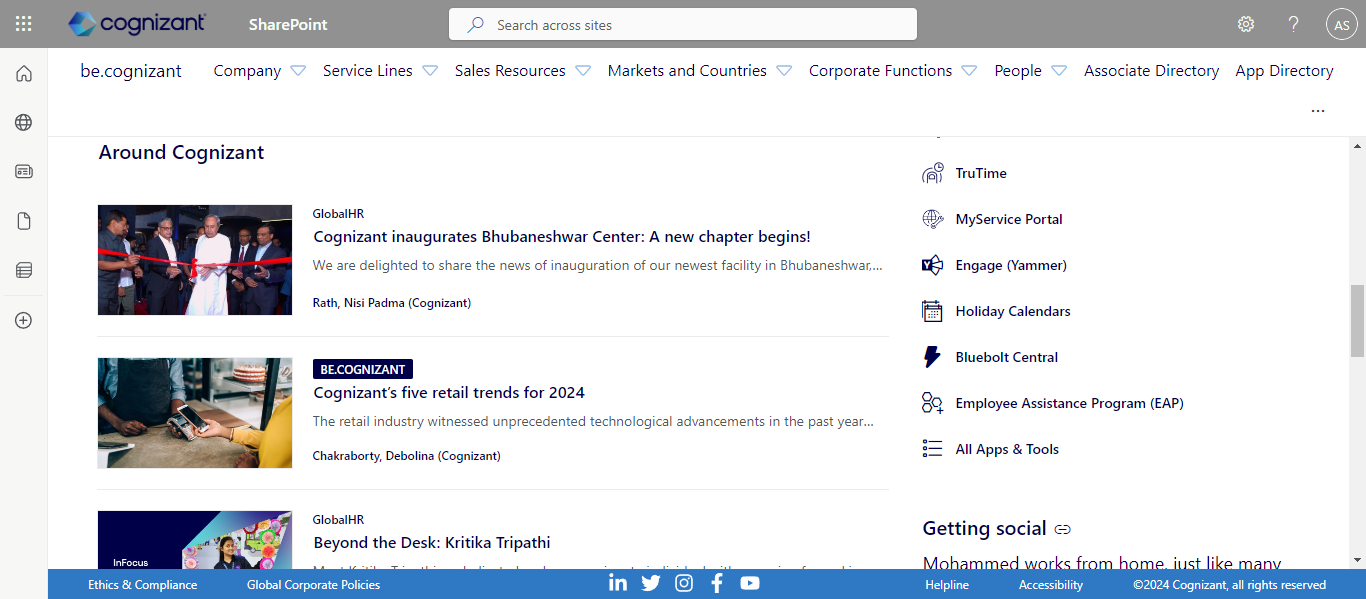 cognizant
SharePoint
Search across sites
AS
be.cognizant
Company
Service Lines
Sales Resources
Markets and Countries
Corporate Functions
People
Associate Directory
App Directory
...
Around Cognizant
GlobalHR
Cognizant inaugurates Bhubaneshwar Center: A new chapter begins!
We are delighted to share the news of inauguration of our newest facility in Bhubaneshwar,...
Rath, Nisi Padma (Cognizant)
BE.COGNIZANT
Cognizant’s five retail trends for 2024
The retail industry witnessed unprecedented technological advancements in the past year...
Chakraborty, Debolina (Cognizant)
InFocus
GlobalHR
Beyond the Desk: Kritika Tripathi
TruTime
MyService Portal
Engage (Yammer)
Holiday Calendars
Bluebolt Central
Employee Assistance Program (EAP)
All Apps & Tools
Getting social
Mohammed works from home, just like many
Ethics & Compliance
Global Corporate Policies
Helpline
Accessibility
©2024 Cognizant, all rights reserved